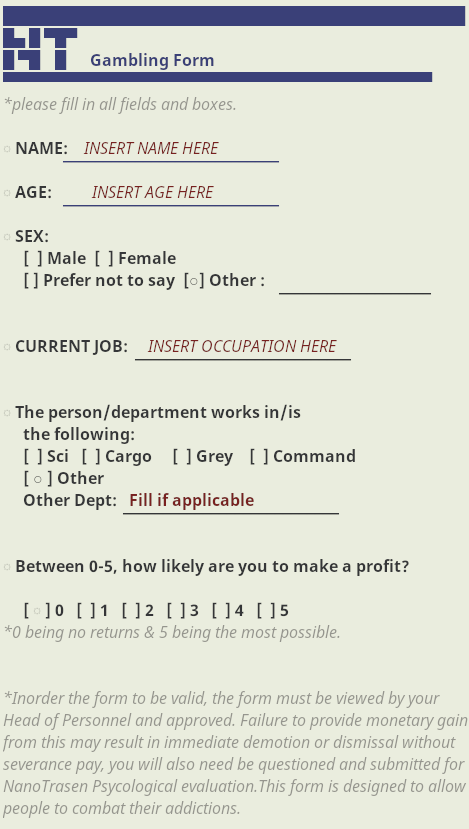 Gambling Form
*please fill in all fields and boxes.
○ NAME: INSERT NAME HERE
○ AGE: INSERT AGE HERE
○ SEX:
[ ] Male [ ] Female
[ ] Prefer not to say [○] Other :
○ CURRENT JOB: INSERT OCCUPATION HERE
○ The person/department works in/is
the following:
[ ] Sci [ ] Cargo [ ] Grey [ ] Command
[ ○ ] Other
Other Dept: Fill if applicable
○ Between 0-5, how likely are you to make a profit?
[ ○ ] 0 [ ] 1 [ ] 2 [ ] 3 [ ] 4 [ ] 5
*0 being no returns & 5 being the most possible.
*Inorder the form to be valid, the form must be viewed by your
Head of Personnel and approved. Failure to provide monetary gain
from this may result in immediate demotion or dismissal without
severance pay, you will also need be questioned and submitted for
NanoTrasen Psycological evaluation.This form is designed to allow
people to combat their addictions.